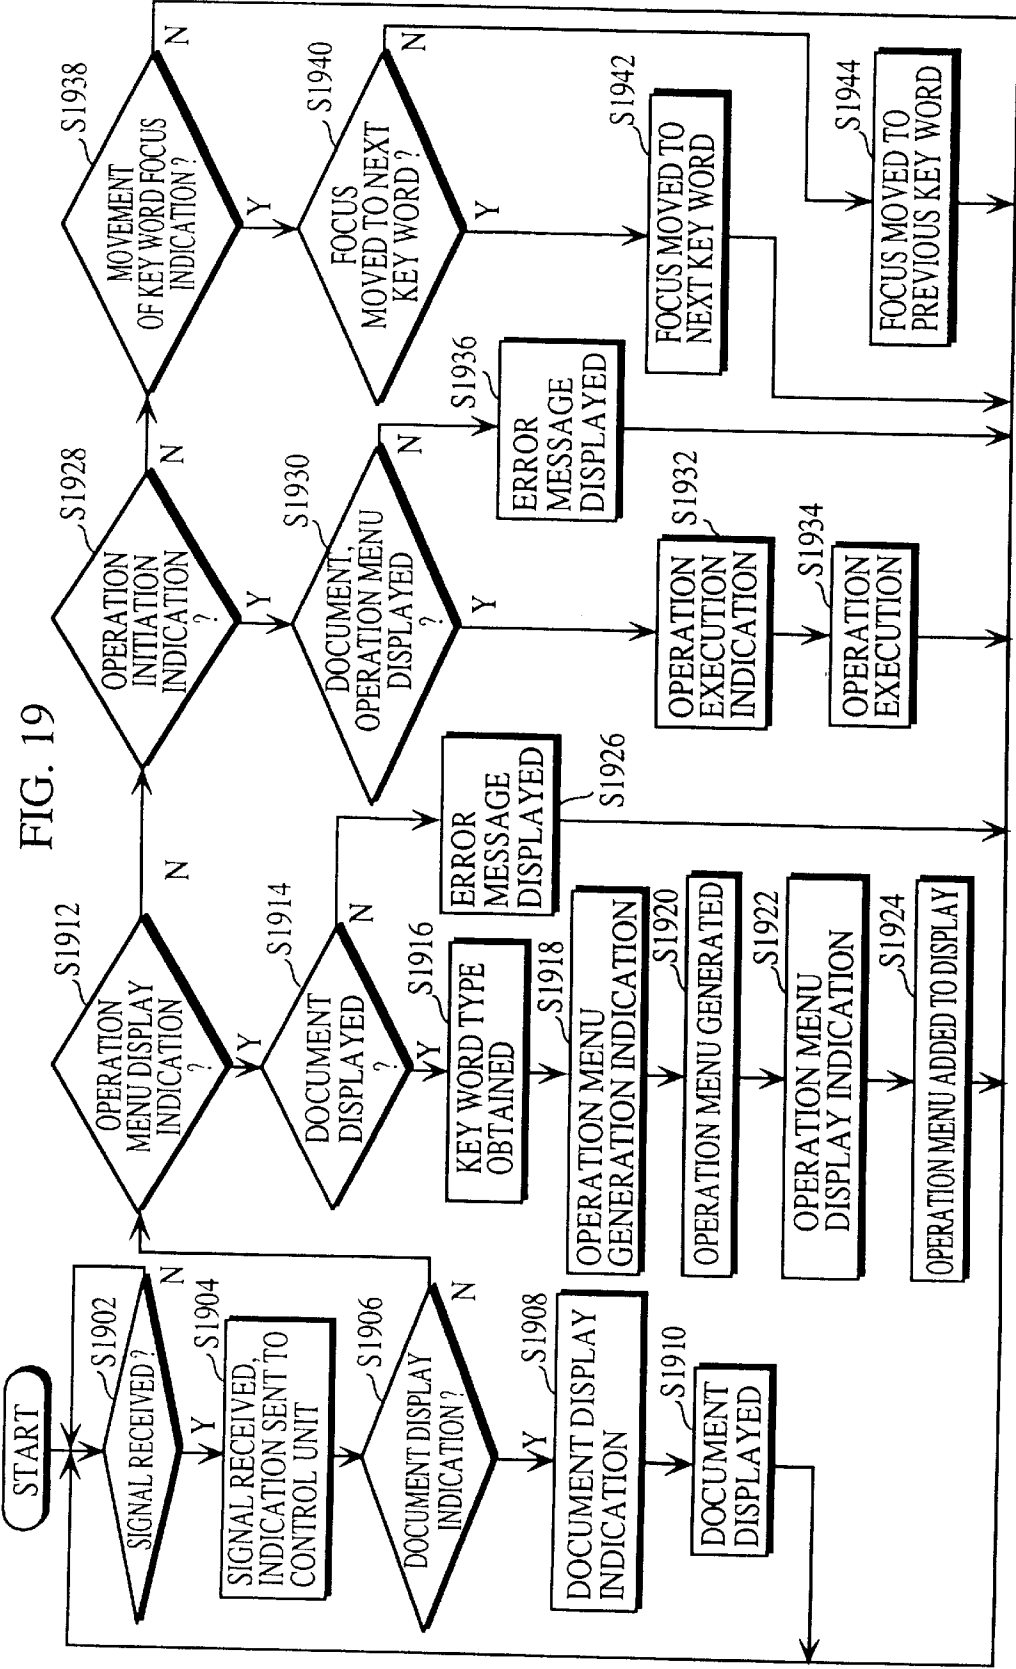 FIG. 19
START
S1902
SIGNAL RECEIVED?
N
Y
S1904
SIGNAL RECEIVED,
INDICATION SENT TO
CONTROL UNIT
S1906
DOCUMENT DISPLAY
INDICATION?
N
Y
S1908
DOCUMENT DISPLAY
INDICATION
S1910
DOCUMENT
DISPLAYED
S1912
OPERATION
MENU DISPLAY
INDICATION
?
N
Y
S1914
DOCUMENT
DISPLAYED
?
N
Y
S1916
KEY WORD TYPE
OBTAINED
S1918
OPERATION MENU
GENERATION INDICATION
S1920
OPERATION MENU GENERATED
S1922
OPERATION MENU
DISPLAY INDICATION
S1924
OPERATION MENU ADDED TO DISPLAY
ERROR
MESSAGE
DISPLAYED
S1926
S1928
OPERATION
INITIATION
INDICATION
?
N
Y
S1930
DOCUMENT,
OPERATION MENU
DISPLAYED
?
N
Y
S1932
OPERATION
EXECUTION
INDICATION
S1934
OPERATION
EXECUTION
S1936
ERROR
MESSAGE
DISPLAYED
S1938
MOVEMENT
OF KEY WORD FOCUS
INDICATION?
N
Y
S1940
FOCUS
MOVED TO NEXT
KEY WORD?
N
Y
S1942
FOCUS MOVED TO
NEXT KEY WORD
S1944
FOCUS MOVED TO
PREVIOUS KEY WORD